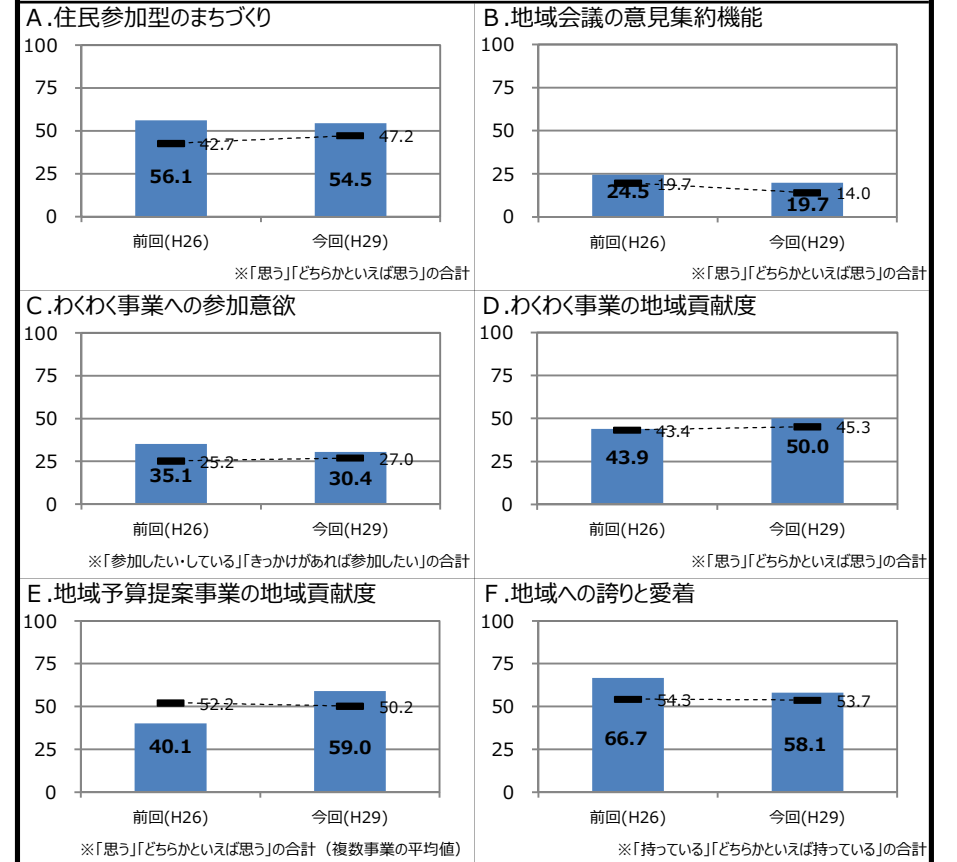 A.住民参加型のまちづくり
100
75
50
25
0
42.7
47.2
56.1
54.5
前回(H26)
今回(H29)
※「思う」「どちらかといえば思う」の合計
B.地域会議の意見集約機能
100
75
50
25
0
19.7
14.0
24.5
19.7
前回(H26)
今回(H29)
※「思う」「どちらかといえば思う」の合計
C.わくわく事業への参加意欲
100
75
50
25
0
25.2
27.0
35.1
30.4
前回(H26)
今回(H29)
※「参加したい・している」「きっかけがあれば参加したい」の合計
D.わくわく事業の地域貢献度
100
75
50
25
0
43.4
45.3
43.9
50.0
前回(H26)
今回(H29)
※「思う」「どちらかといえば思う」の合計
E.地域予算提案事業の地域貢献度
100
75
50
25
0
52.2
50.2
40.1
59.0
前回(H26)
今回(H29)
※「思う」「どちらかといえば思う」の合計（複数事業の平均値）
F.地域への誇りと愛着
100
75
50
25
0
54.3
53.7
66.7
58.1
前回(H26)
今回(H29)
※「持っている」「どちらかといえば持っている」の合計